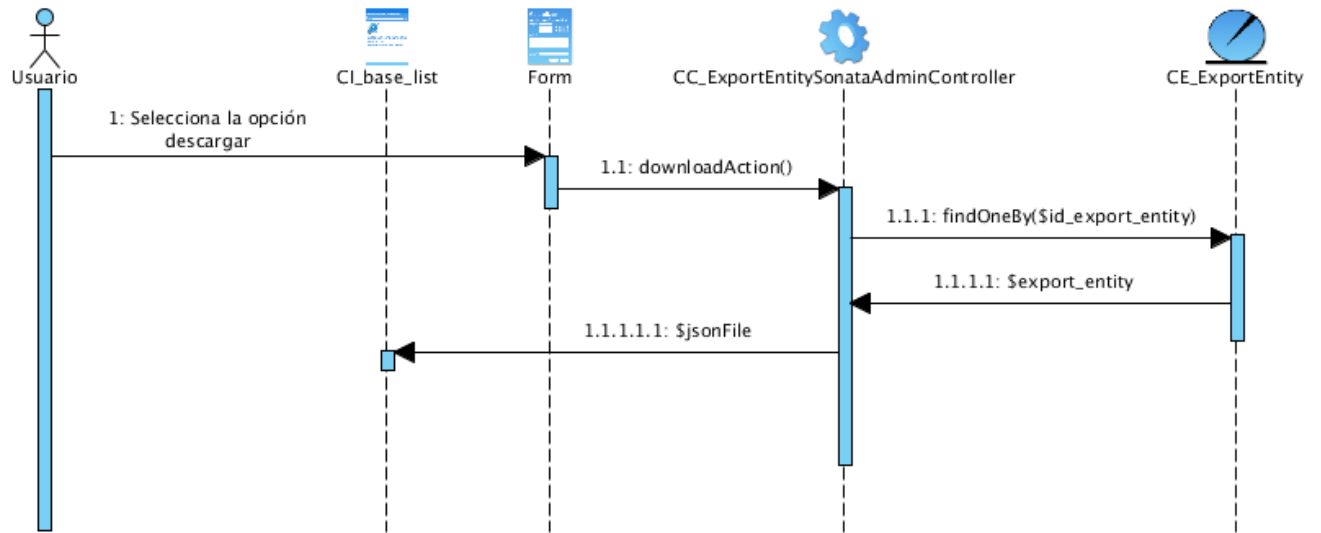 Usuario
CI_base_list
Form
CC_ExportEntitySonataAdminController
CE_ExportEntity
1: Selecciona la opción
descargar
1.1: downloadAction()
1.1.1: findOneBy($id_export_entity)
1.1.1.1: $export_entity
1.1.1.1.1: $jsonFile